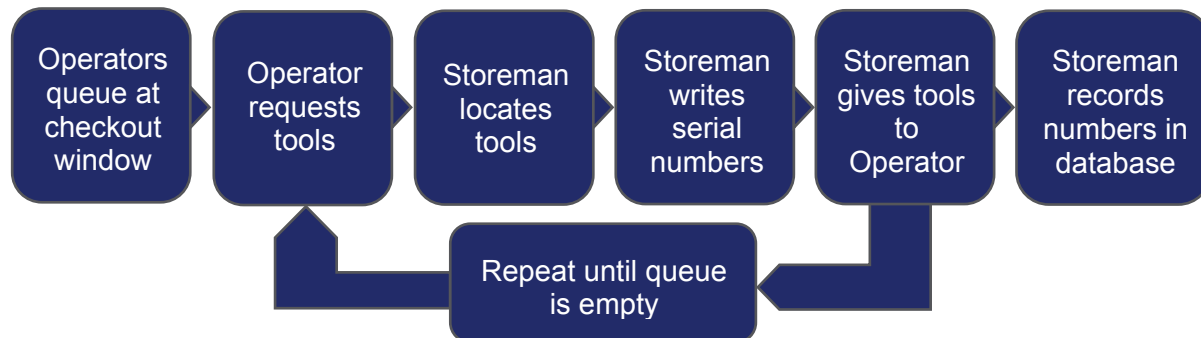 Operators
queue at
checkout
window
Operator
requests
tools
Storeman
locates
tools
Storeman
writes
serial
numbers
Storeman
gives tools
to
Operator
Storeman
records
numbers in
database
Repeat until queue
is empty